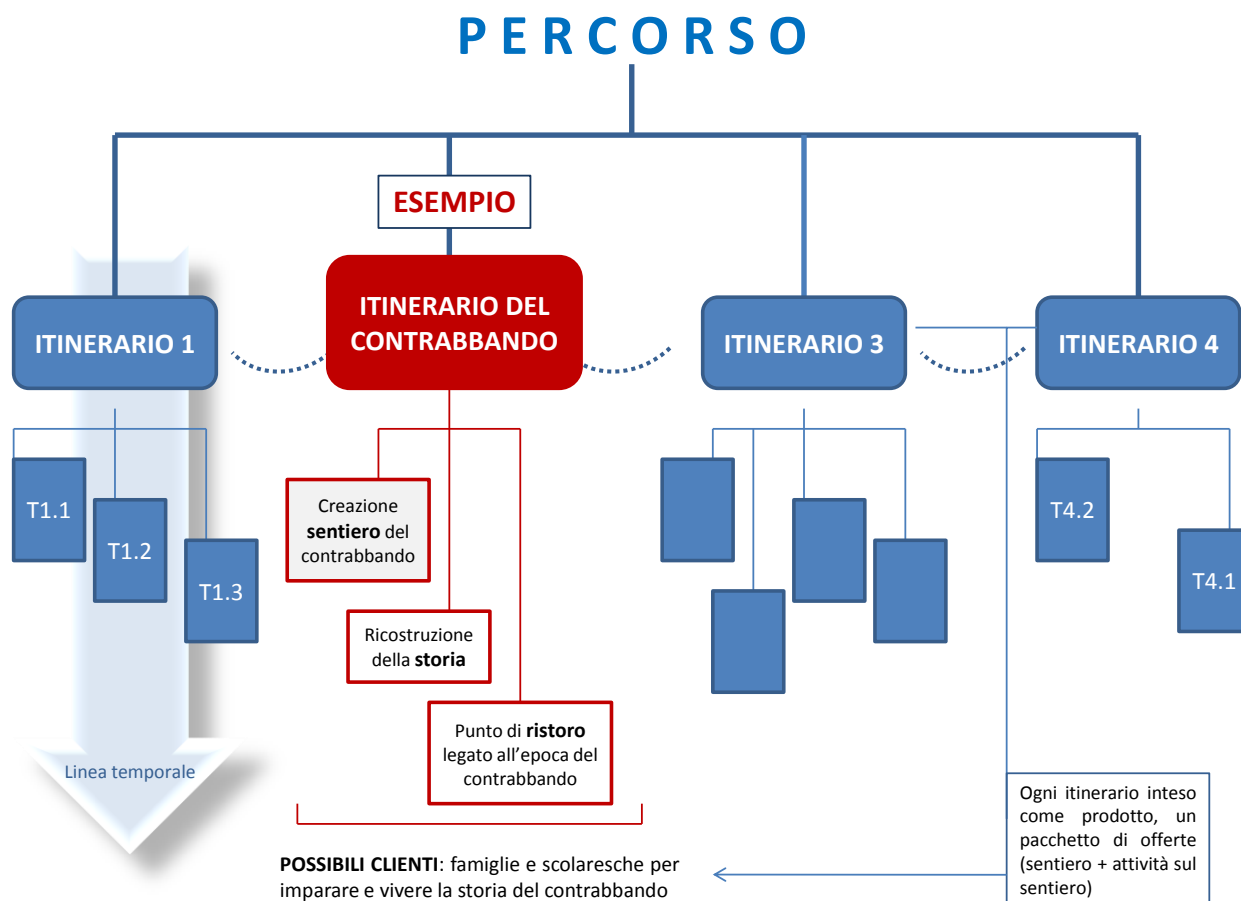 PERCORSO
ESEMPIO
ITINERARIO 1
ITINERARIO DEL
CONTRABBANDO
ITINERARIO 3
ITINERARIO 4
T1.1
T1.2
T1.3
Creazione
sentiero del
contrabbando
Ricostruzione
della storia
Punto di ristoro
legato all'epoca del
contrabbando
T4.2
T4.1
Linea temporale
Ogni itinerario inteso
come prodotto, un
pacchetto di offerte
(sentiero + attività sul
sentiero)
POSSIBILI CLIENTI: famiglie e scolaresche per
imparare e vivere la storia del contrabbando